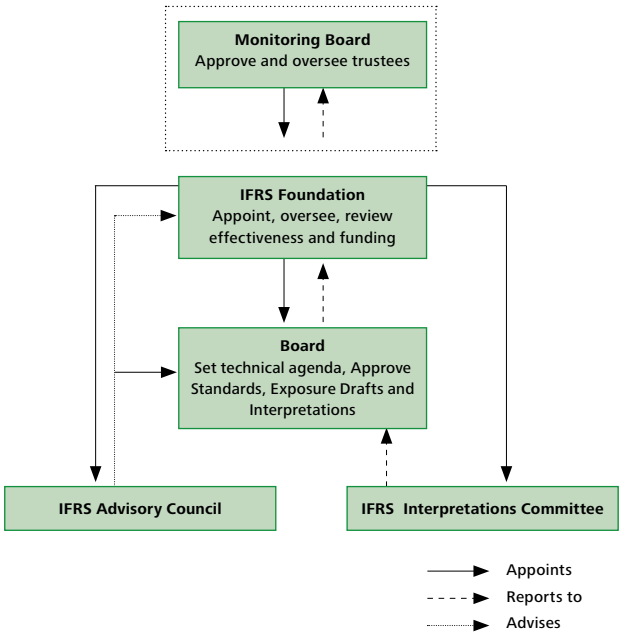 Monitoring Board
Approve and oversee trustees
IFRS Foundation
Appoint, oversee, review
effectiveness and funding
Board
Set technical agenda, Approve
Standards, Exposure Drafts and
Interpretations
IFRS Advisory Council
IFRS Interpretations Committee
Appoints
Reports to
Advises